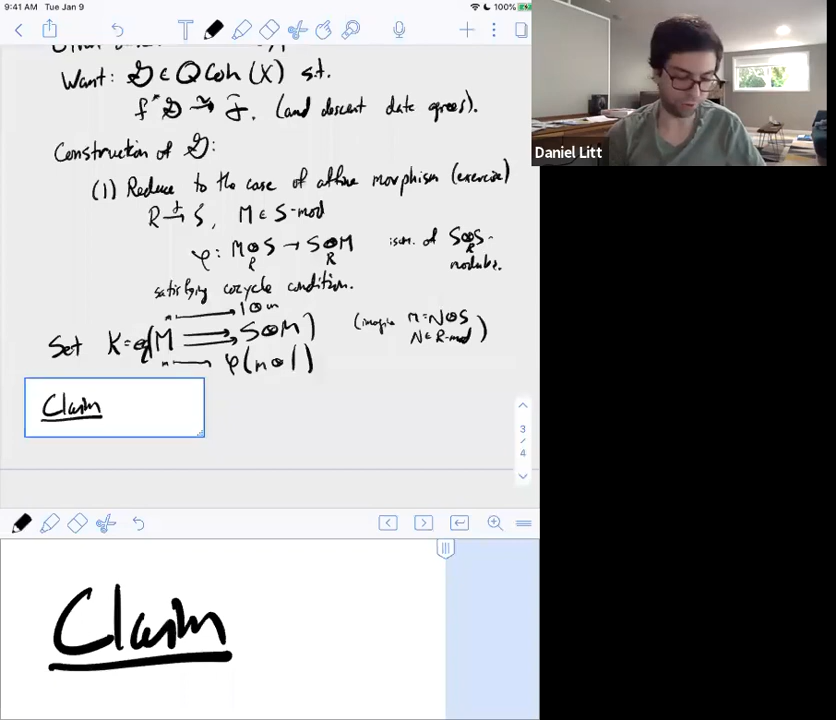 9:41 AM Tue Jan 9
100%
Want: 𝒢 ∈ QCoh (X) s.t.
f* 𝒢 ⥲ F. (and descent data agrees).
Construction of 𝒢:
(1) Reduce to the case of affine morphism (exercise)
R →f S, M ∈ S-mod
φ: M⊗S → S⊗M isom. of S⊗S-
R R R
modules.
satisfying cocycle condition.
m ⟼ 1⊗m
Set K = eq(M ⇉ S⊗M) (imagine M=N⊗S
N∈R-mod)
m ⟼ φ(m⊗1)
Claim
3
/
4
Claim
Daniel Litt